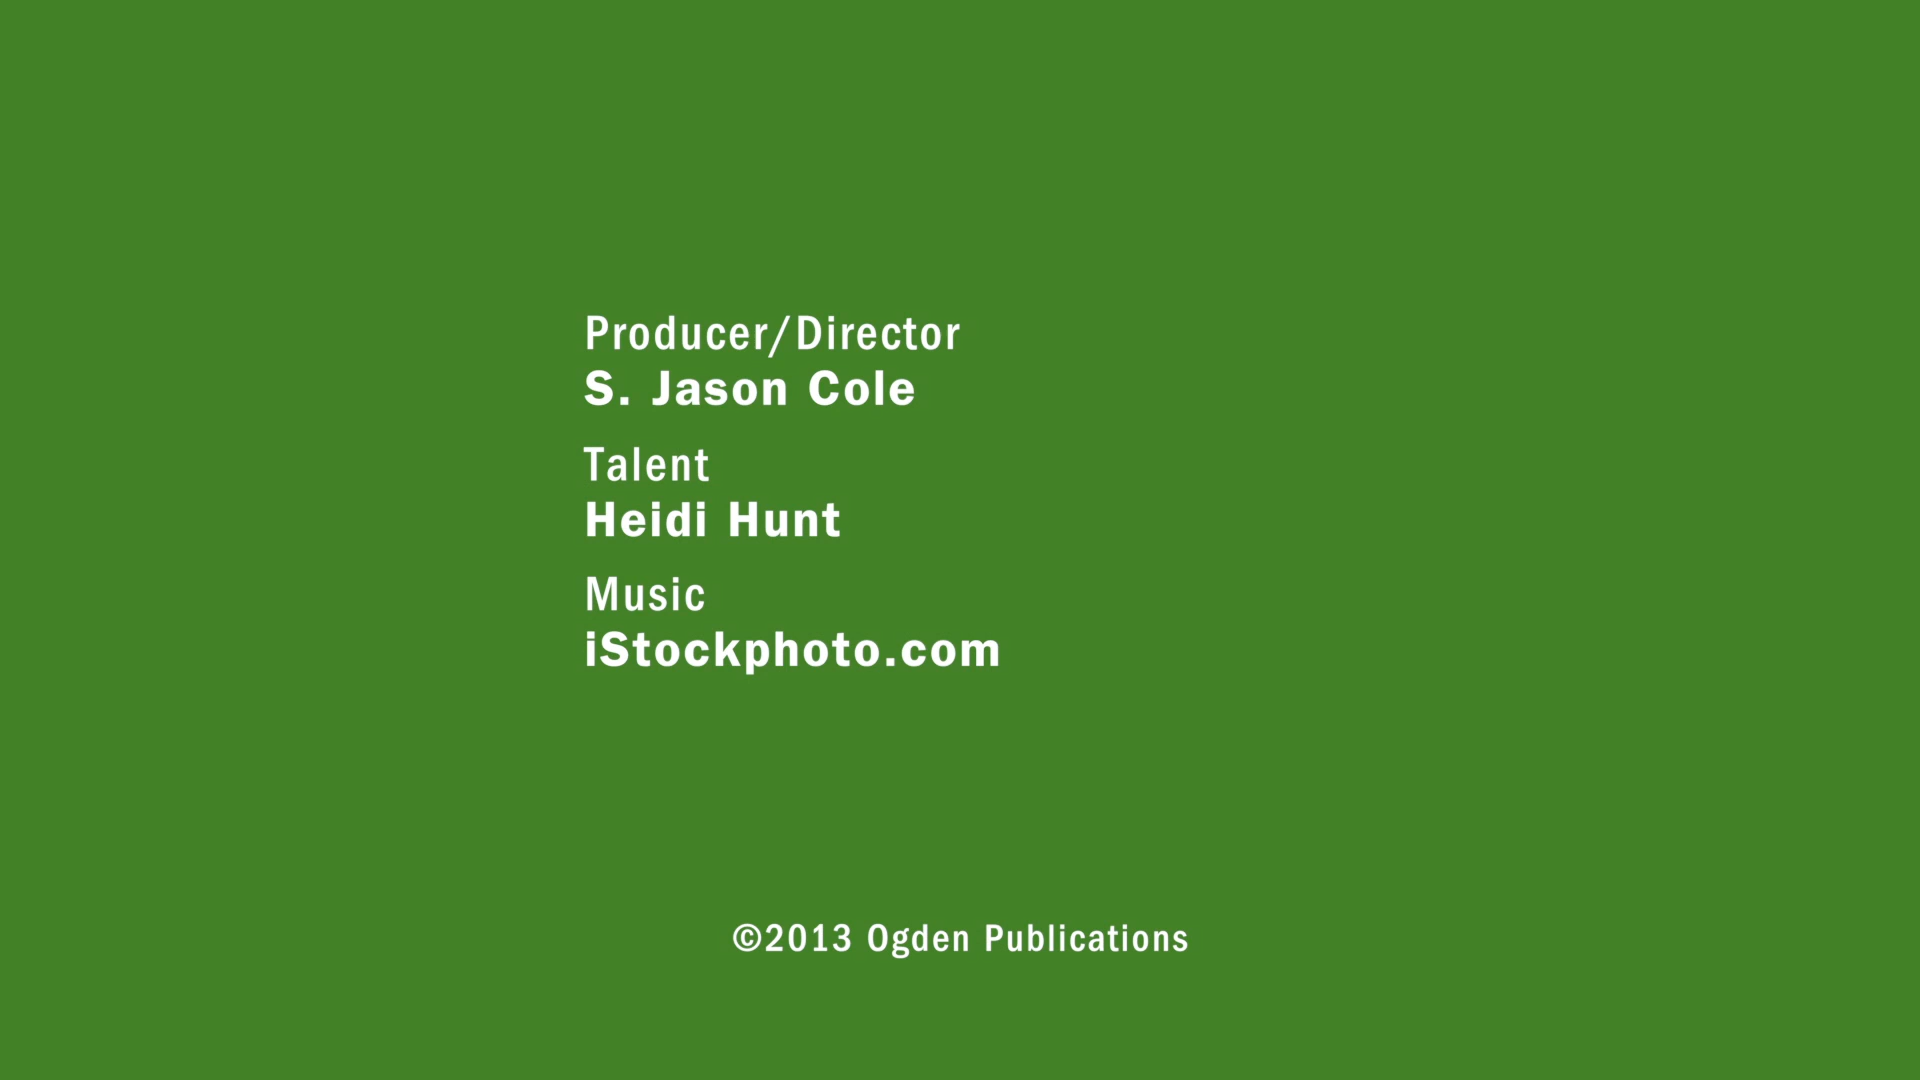 Producer/Director
S. Jason Cole
Talent
Heidi Hunt
Music
iStockphoto.com
©2013 Ogden Publications